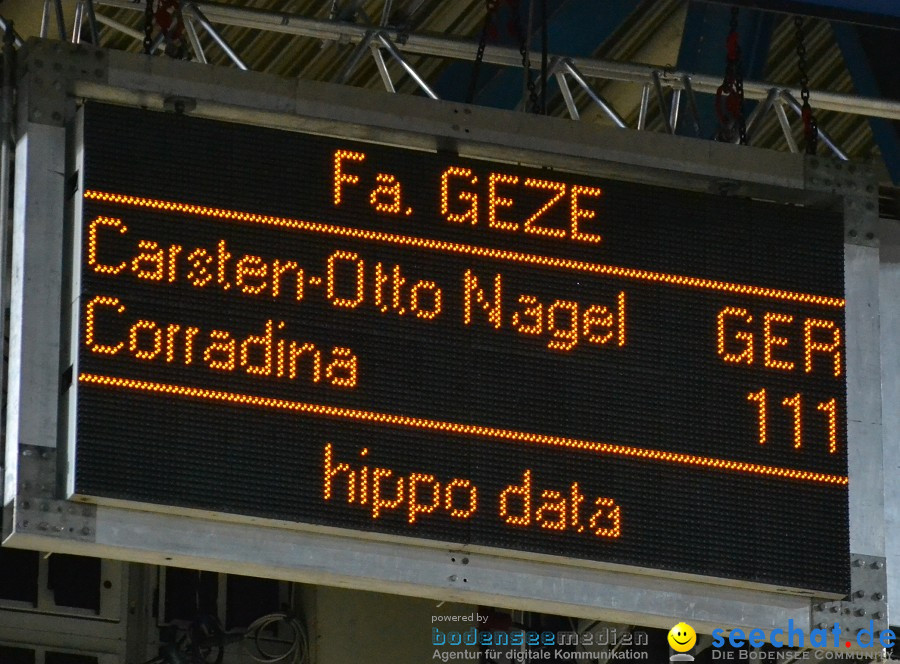 Fa. GEZE
Carsten-Otto Nagel GER
Corradina 111
hippo data
powered by
bodenseemedien
Agentur für digitale Kommunikation
seechat.de
Die Bodensee Community